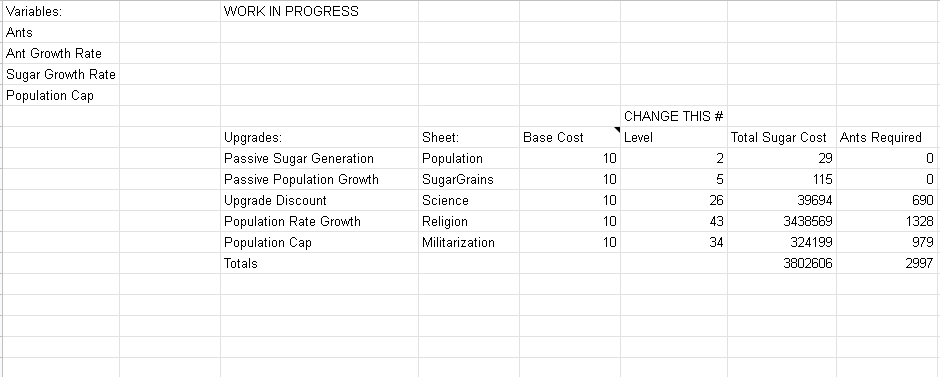 Variables: WORK IN PROGRESS
Ants
Ant Growth Rate
Sugar Growth Rate
Population Cap
CHANGE THIS #
Upgrades: Sheet: Base Cost Level Total Sugar Cost Ants Required
Passive Sugar Generation Population 10 2 29 0
Passive Population Growth SugarGrains 10 5 115 0
Upgrade Discount Science 10 26 39694 690
Population Rate Growth Religion 10 43 3438569 1328
Population Cap Militarization 10 34 324199 979
Totals 3802606 2997